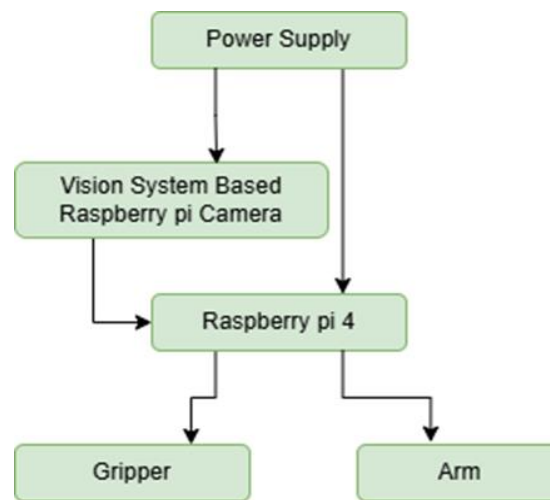 Power Supply
Vision System Based
Raspberry pi Camera
Raspberry pi 4
Gripper
Arm